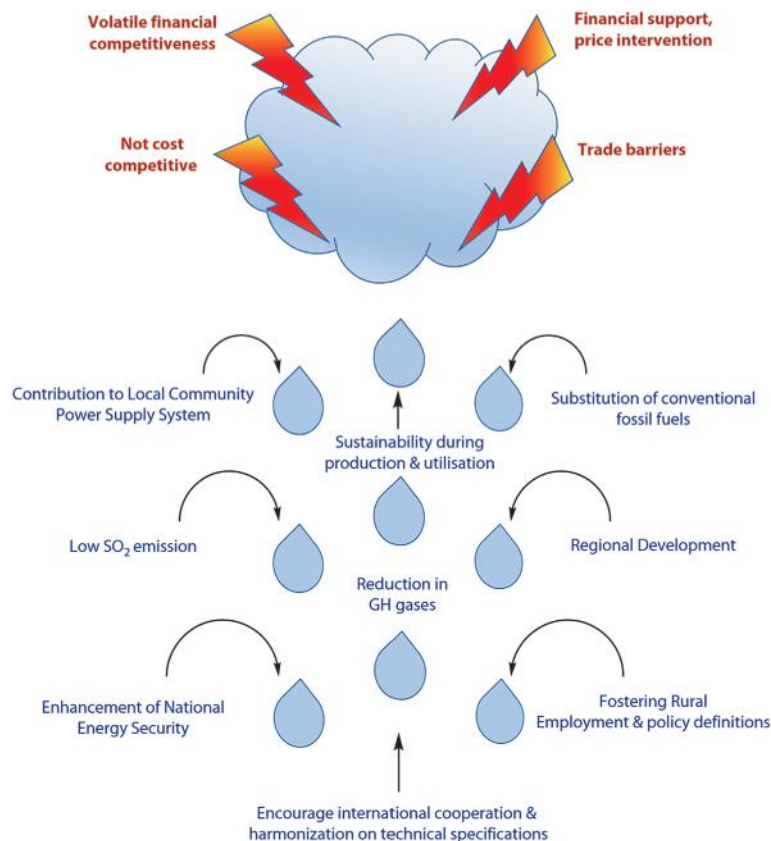 Volatile financial
competitiveness
Financial support,
price intervention
Not cost
competitive
Trade barriers
Contribution to Local Community
Power Supply System
Substitution of conventional
fossil fuels
Sustainability during
production & utilisation
Low SO₂ emission
Regional Development
Reduction in
GH gases
Enhancement of National
Energy Security
Fostering Rural
Employment & policy definitions
Encourage international cooperation &
harmonization on technical specifications